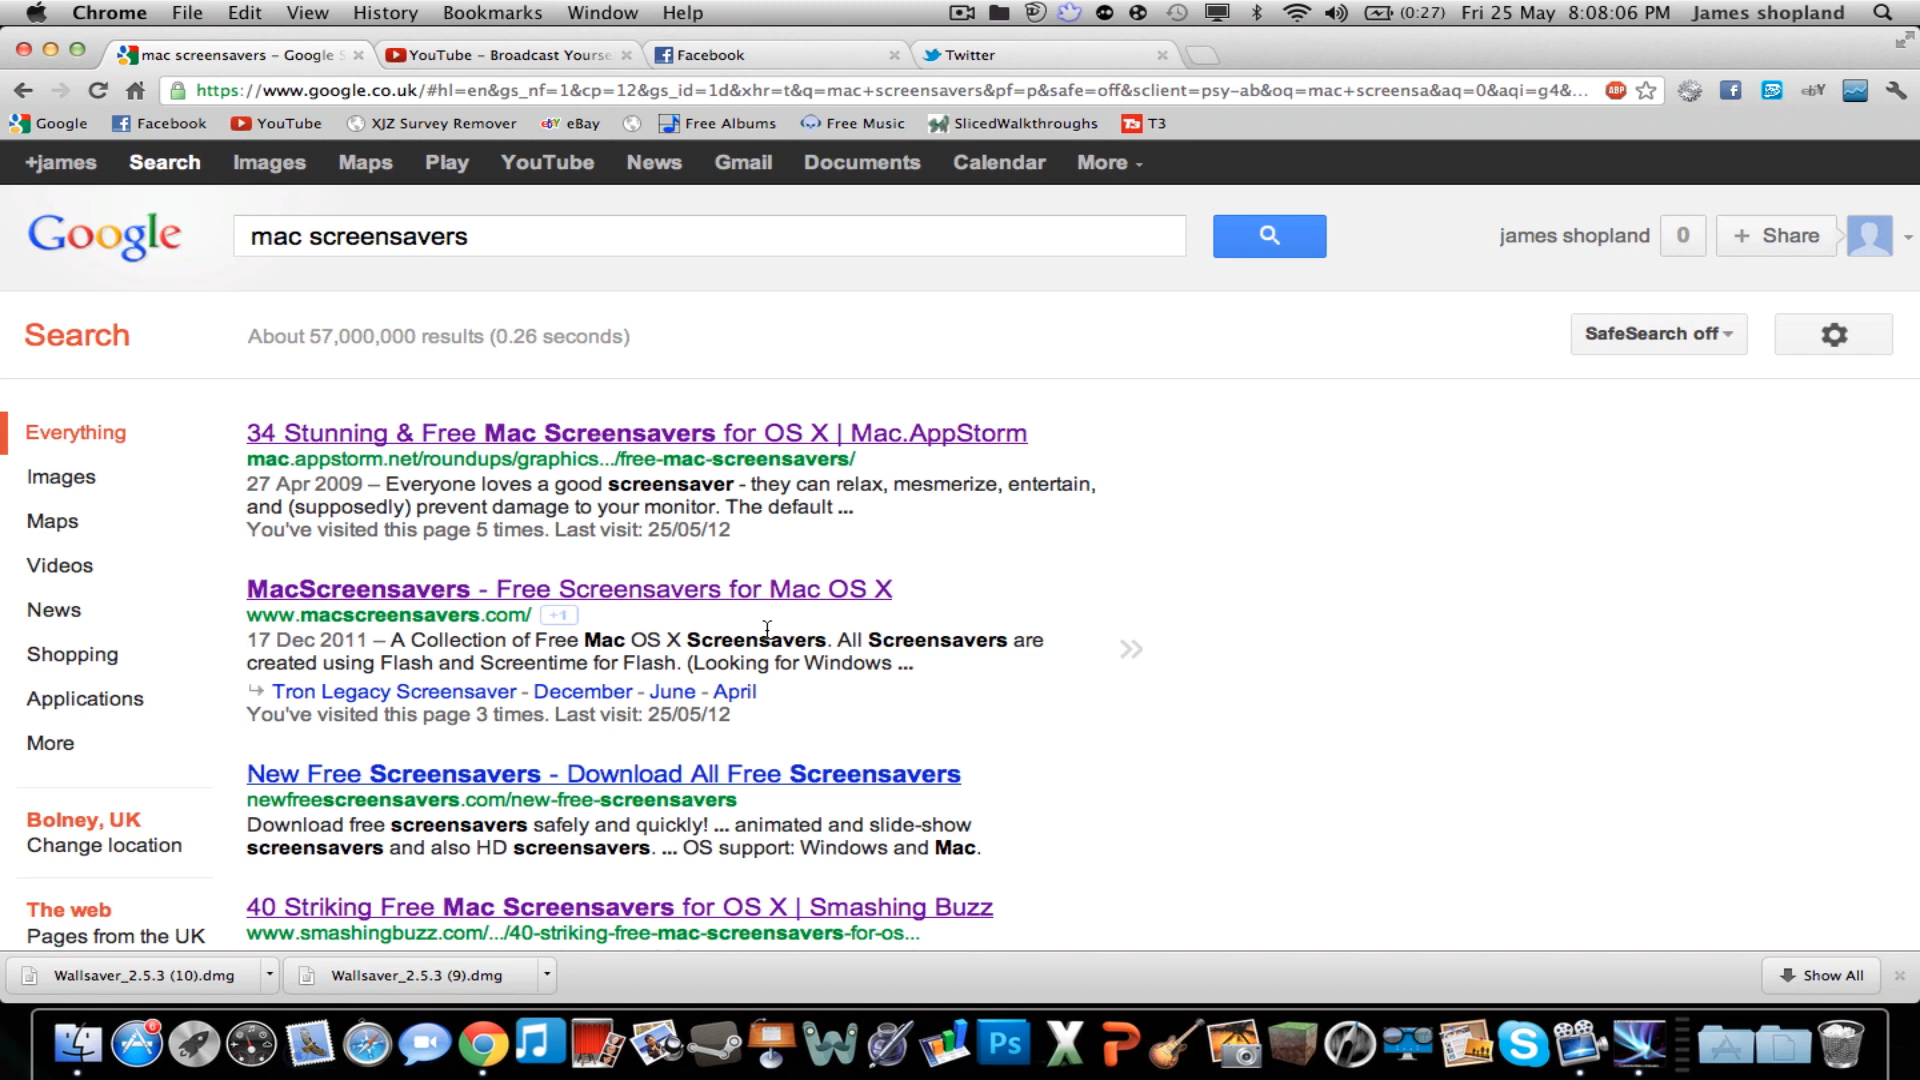 Chrome File Edit View History Bookmarks Window Help (0:27) Fri 25 May 8:08:06 PM James shopland
mac screensavers – Google S YouTube – Broadcast Yourse Facebook Twitter
https://www.google.co.uk/#hl=en&gs_nf=1&cp=12&gs_id=1d&xhr=t&q=mac+screensavers&pf=p&safe=off&sclient=psy-ab&oq=mac+screensa&aq=0&aqi=g4&... ABP ebY
Google Facebook YouTube XJZ Survey Remover ebY eBay Free Albums Free Music SlicedWalkthroughs T3 T3
+james Search Images Maps Play YouTube News Gmail Documents Calendar More
Google mac screensavers james shopland 0 + Share
Search About 57,000,000 results (0.26 seconds) SafeSearch off
Everything
Images
Maps
Videos
News
Shopping
Applications
More
Bolney, UK
Change location
The web
Pages from the UK
34 Stunning & Free Mac Screensavers for OS X | Mac.AppStorm
mac.appstorm.net/roundups/graphics.../free-mac-screensavers/
27 Apr 2009 – Everyone loves a good screensaver - they can relax, mesmerize, entertain,
and (supposedly) prevent damage to your monitor. The default ...
You've visited this page 5 times. Last visit: 25/05/12
MacScreensavers - Free Screensavers for Mac OS X
www.macscreensavers.com/ +1
17 Dec 2011 – A Collection of Free Mac OS X Screensavers. All Screensavers are
created using Flash and Screentime for Flash. (Looking for Windows ...
Tron Legacy Screensaver - December - June - April
You've visited this page 3 times. Last visit: 25/05/12
New Free Screensavers - Download All Free Screensavers
newfreescreensavers.com/new-free-screensavers
Download free screensavers safely and quickly! ... animated and slide-show
screensavers and also HD screensavers. ... OS support: Windows and Mac.
40 Striking Free Mac Screensavers for OS X | Smashing Buzz
www.smashingbuzz.com/.../40-striking-free-mac-screensavers-for-os...
Wallsaver_2.5.3 (10).dmg Wallsaver_2.5.3 (9).dmg Show All
6 Ps